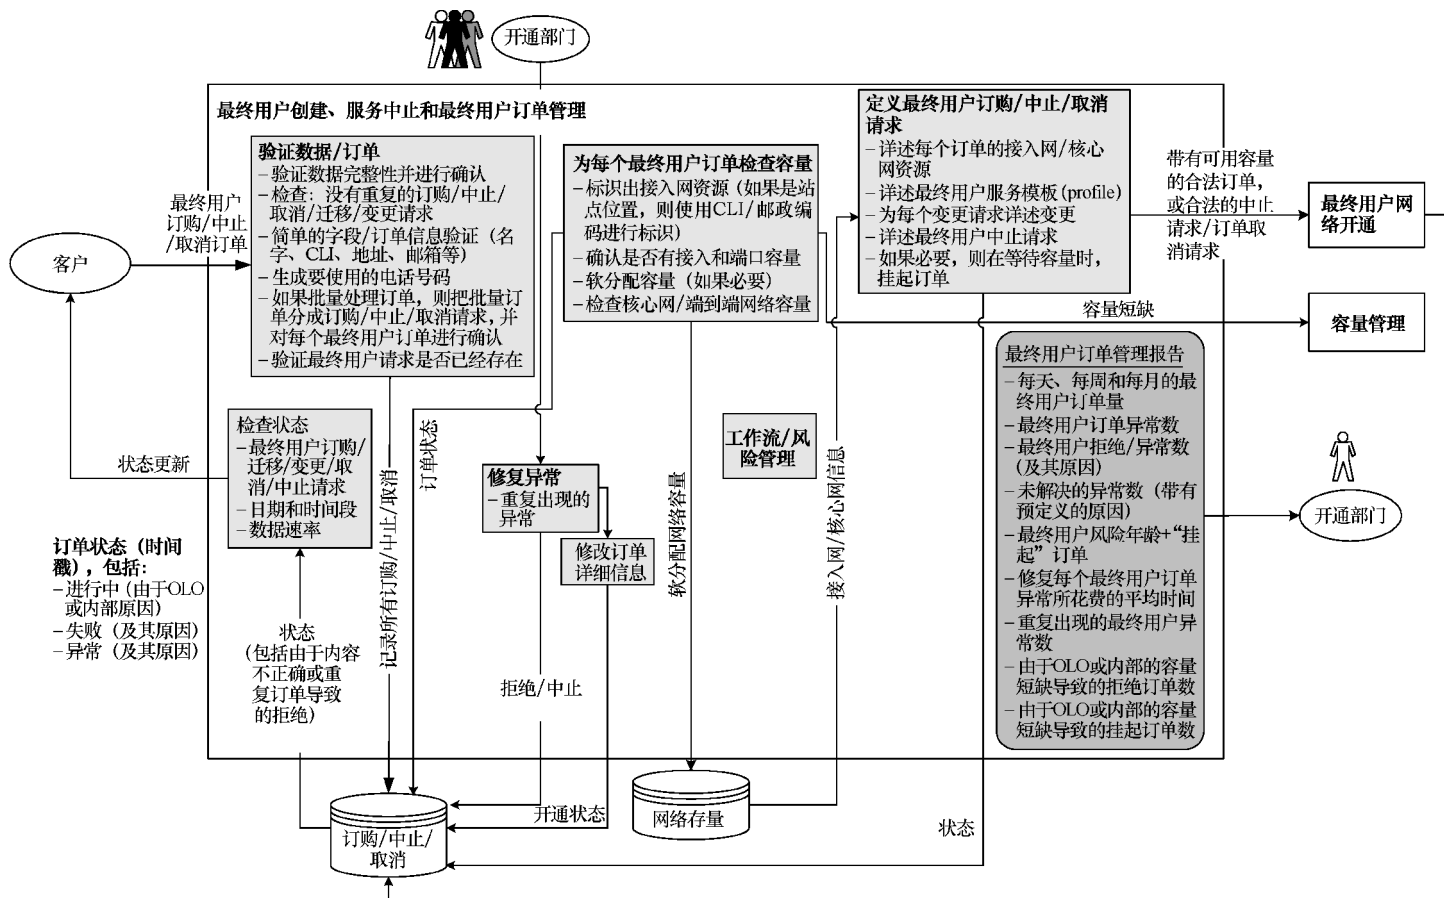 开通部门
最终用户创建、服务中止和最终用户订单管理
验证数据/订单
–验证数据完整性并进行确认
–检查：没有重复的订购/中止/
取消/迁移/变更请求
–简单的字段/订单信息验证（名
字、CLI、地址、邮箱等）
–生成要使用的电话号码
–如果批量处理订单，则把批量订
单分成订购/中止/取消请求，并
对每个最终用户订单进行确认
–验证最终用户请求是否已经存在
为每个最终用户订单检查容量
–标识出接入网资源（如果是站
点位置，则使用CLI/邮政编
码进行标识）
–确认是否有接入和端口容量
–软分配容量（如果必要）
–检查核心网/端到端网络容量
定义最终用户订购/中止/取消
请求
–详述每个订单的接入网/核心
网资源
–详述最终用户服务模板(profile)
–为每个变更请求详述变更
–详述最终用户中止请求
–如果必要，则在等待容量时，
挂起订单
带有可用容量
的合法订单，
或合法的中止
请求/订单取
消请求
最终用户网
络开通
最终用户
订购/中止
/取消订单
客户
容量短缺
容量管理
最终用户订单管理报告
–每天、每周和每月的最
终用户订单量
–最终用户订单异常数
–最终用户拒绝/异常数
(及其原因)
–未解决的异常数（带有
预定义的原因）
–最终用户风险年龄+“挂
起”订单
–修复每个最终用户订单
异常所花费的平均时间
–重复出现的最终用户异
常数
–由于OLO或内部的容量
短缺导致的拒绝订单数
–由于OLO或内部的容量
短缺导致的挂起订单数
开通部门
检查状态
–最终用户订购/
迁移/变更/取
消/中止请求
–日期和时间段
–数据速率
状态更新
订单状态（时间
戳），包括：
–进行中（由于OLO
或内部原因）
–失败（及其原因）
–异常（及其原因）
状态
(包括由于内容
不正确或重
复订单导致
的拒绝)
记录所有订购/中止/取消
订单状态
修复异常
–重复出现的
异常
修改订单
详细信息
工作流/风
险管理
软分配网络容量
接入网/核心网信息
拒绝/中止
开通状态
网络存量
状态
订购/中止/
取消